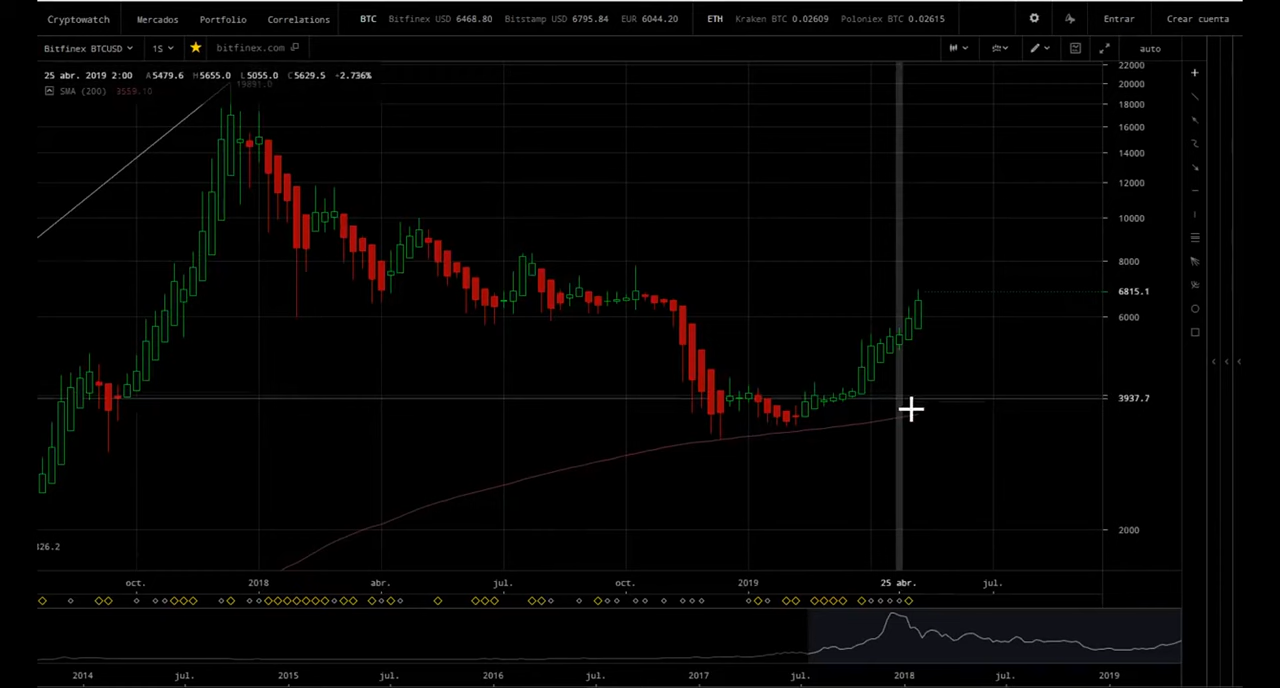 Cryptowatch Mercados Portfolio Correlations BTC Bitfinex USD 6468.80 Bitstamp USD 6795.84 EUR 6044.20 ETH Kraken BTC 0.02609 Poloniex BTC 0.02615 Entrar Crear cuenta
Bitfinex BTCUSD 1S bitfinex.com auto
25 abr. 2019 2:00 A5479.6 H5655.0 L5055.0 C5629.5 -2.736%
SMA (200) 3559.10
19891.0
22000
20000
18000
16000
14000
12000
10000
8000
6815.1
6000
3937.7
2000
oct. 2018 abr. jul. oct. 2019 25 abr. jul.
2014 jul. 2015 jul. 2016 jul. 2017 jul. 2018 jul. 2019